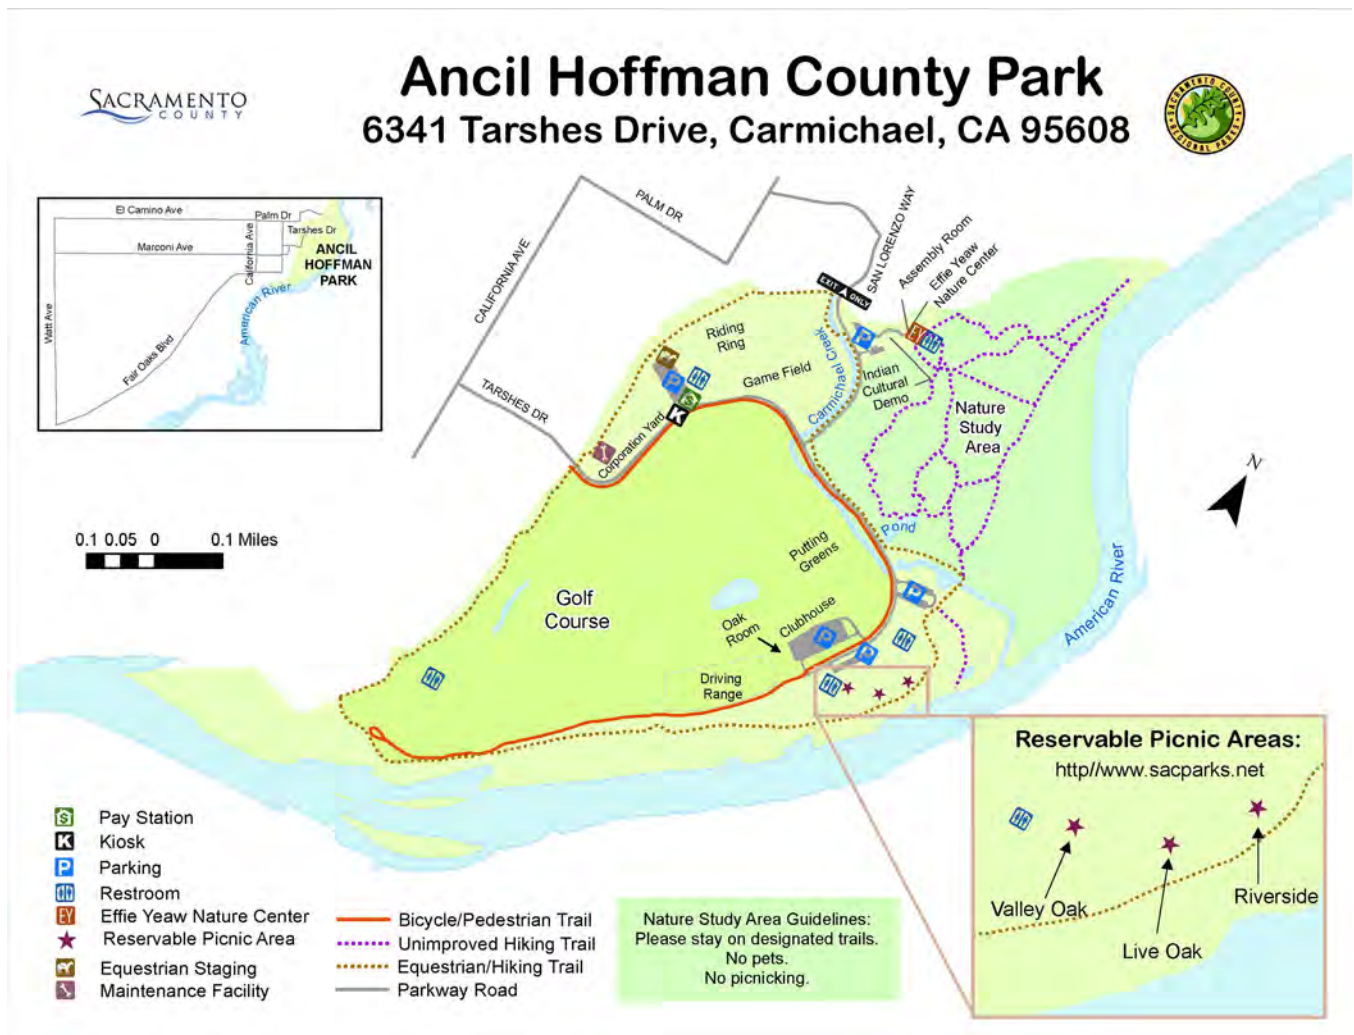 Ancil Hoffman County Park
6341 Tarshes Drive, Carmichael, CA 95608
SACRAMENTO
COUNTY
SACRAMENTO COUNTY
REGIONAL PARKS
El Camino Ave
Palm Dr
Tarshes Dr
Marconi Ave
California Ave
ANCIL
HOFFMAN
PARK
American River
Watt Ave
Fair Oaks Blvd
PALM DR
CALIFORNIA AVE
SAN LORENZO WAY
TARSHES DR
EXIT ONLY
Assembly Room
Effie Yeaw
Nature Center
EY
Riding
Ring
Game Field
Carmichael Creek
Indian
Cultural
Demo
Nature
Study
Area
P
P
$
K
Corporation Yard
N
0.1 0.05 0 0.1 Miles
Pond
Putting
Greens
American River
Golf
Course
Oak
Room
Clubhouse
P
P
P
Driving
Range
Reservable Picnic Areas:
http//www.sacparks.net
Valley Oak
Live Oak
Riverside
$ Pay Station
K Kiosk
P Parking
Restroom
EY Effie Yeaw Nature Center
Reservable Picnic Area
Equestrian Staging
Maintenance Facility
Bicycle/Pedestrian Trail
Unimproved Hiking Trail
Equestrian/Hiking Trail
Parkway Road
Nature Study Area Guidelines:
Please stay on designated trails.
No pets.
No picnicking.